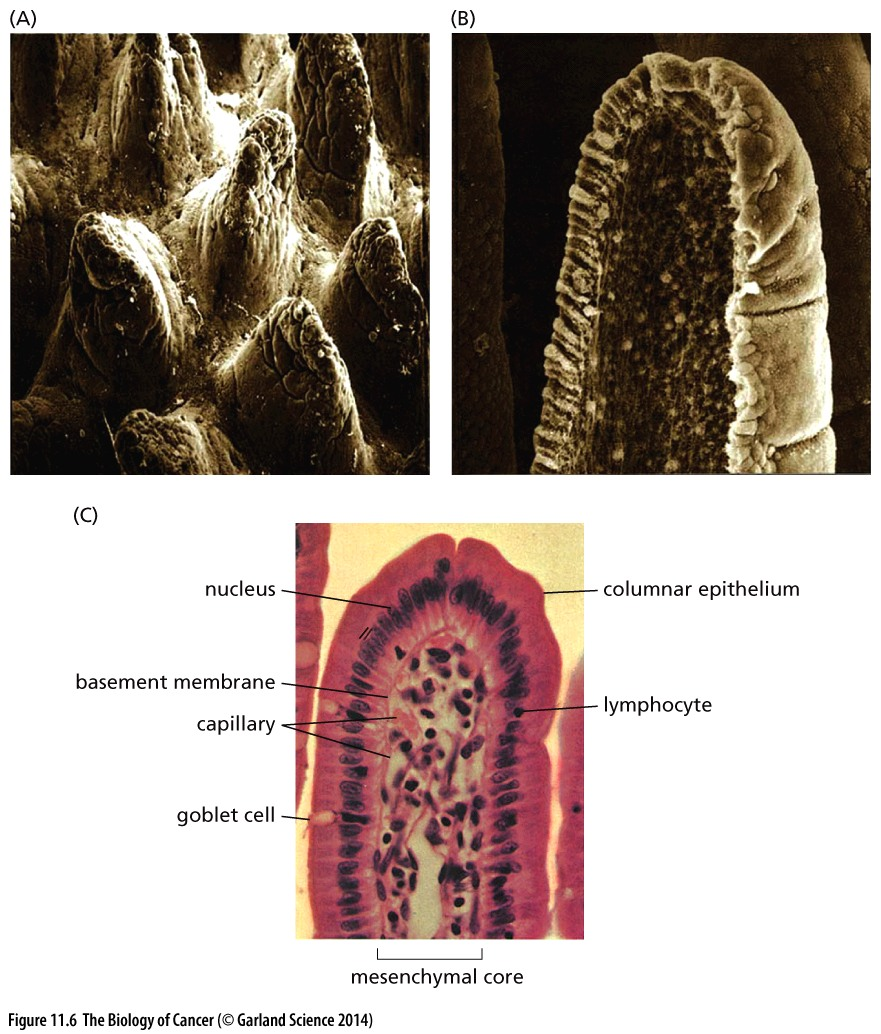 (A)
(B)
(C)
nucleus
columnar epithelium
basement membrane
lymphocyte
capillary
goblet cell
mesenchymal core
Figure 11.6 The Biology of Cancer (© Garland Science 2014)